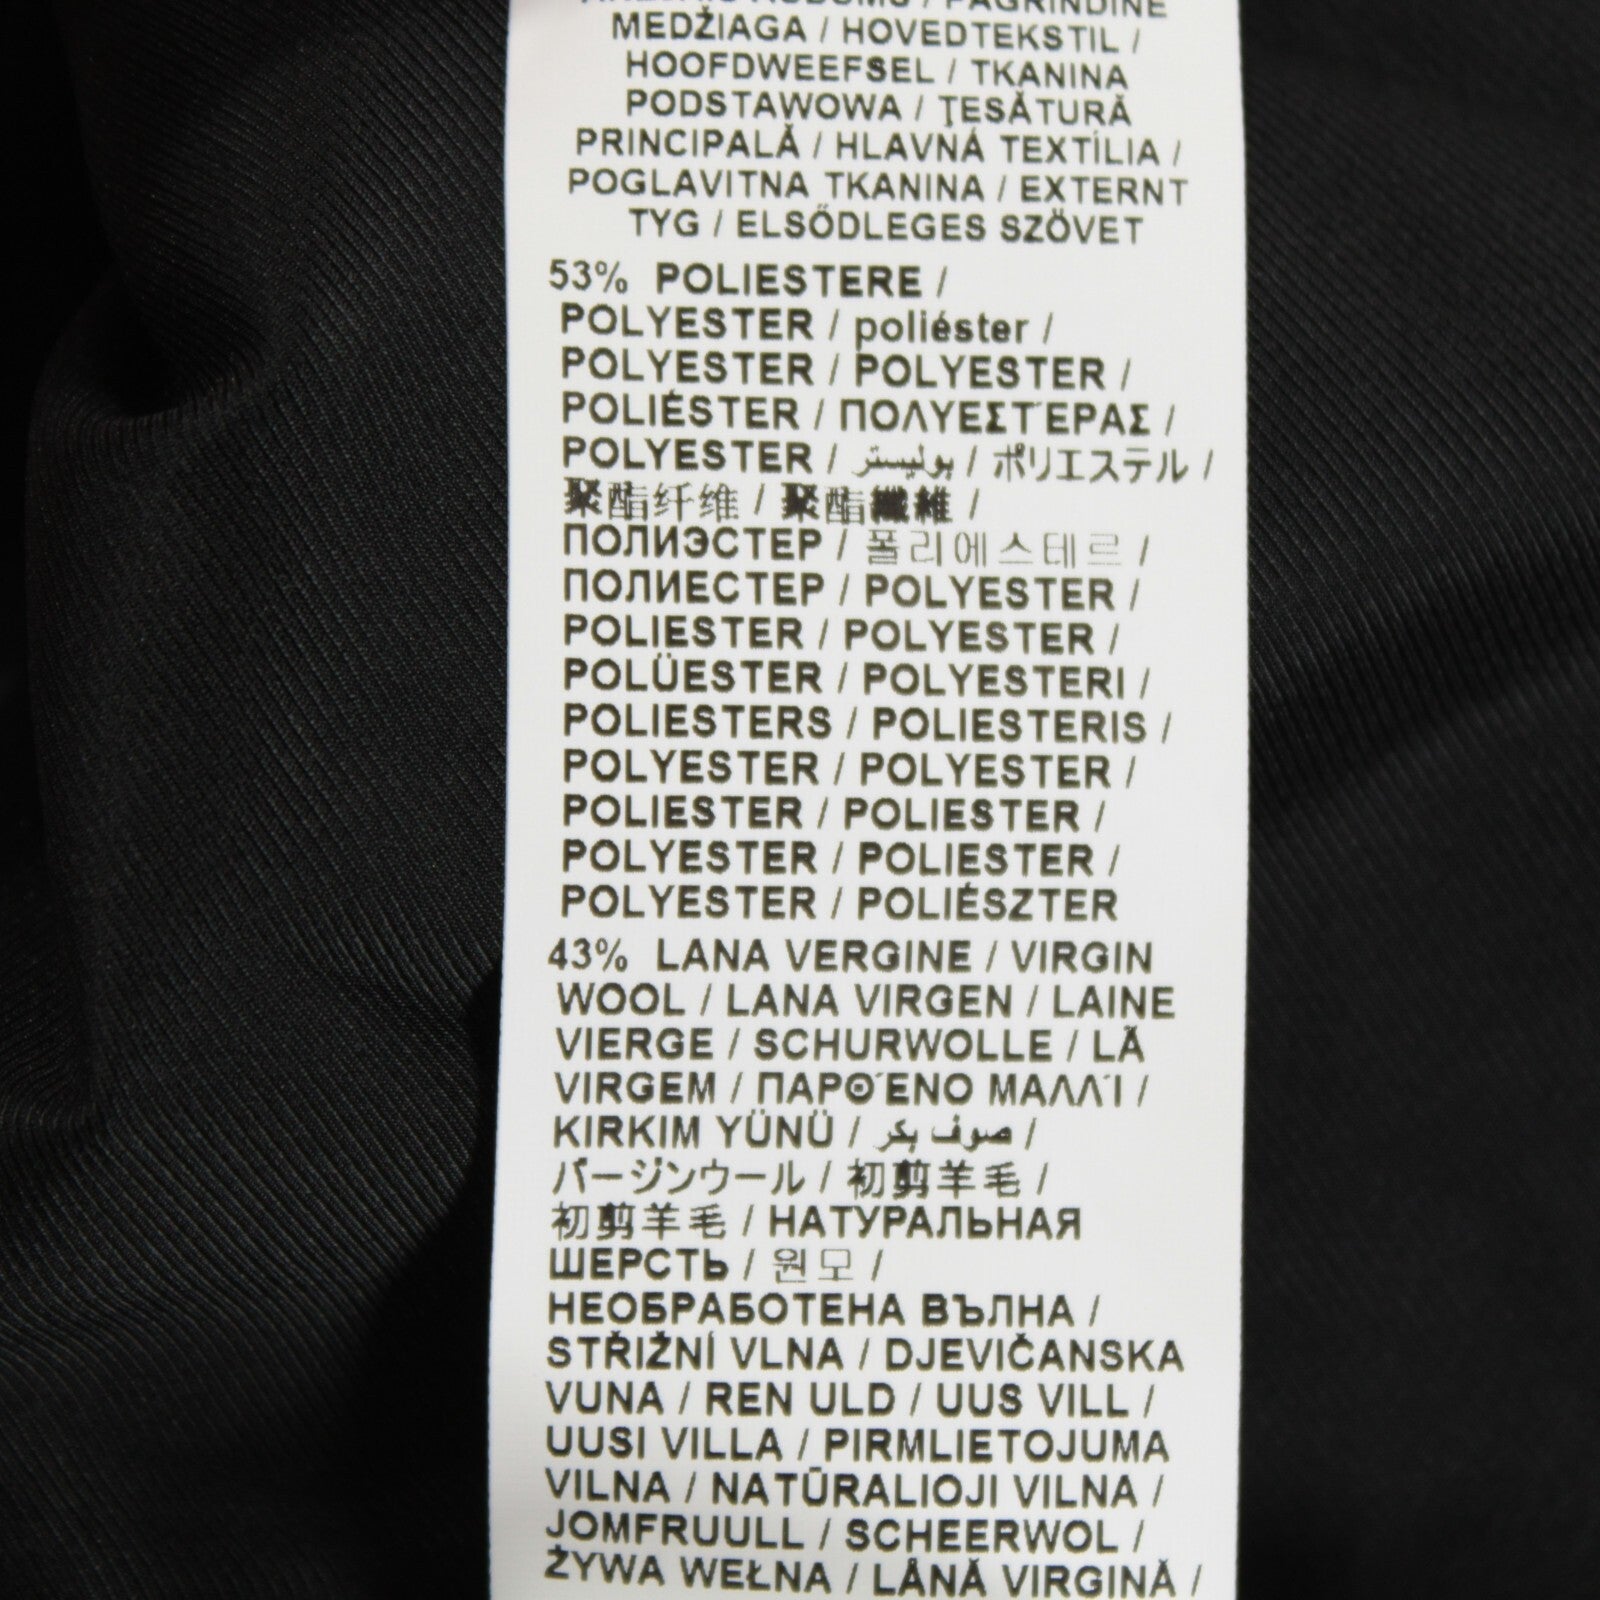 PAGRINDINĖ
MEDŽIAGA / HOVEDTEKSTIL /
HOOFDWEEFSEL / TKANINA
PODSTAWOWA / ŢESĂTURĂ
PRINCIPALĂ / HLAVNÁ TEXTÍLIA /
POGLAVITNA TKANINA / EXTERNT
TYG / ELSŐDLEGES SZÖVET
53% POLIESTERE /
POLYESTER / poliéster /
POLYESTER / POLYESTER /
POLIÉSTER / ΠΟΛΥΕΣΤΈΡΑΣ /
POLYESTER / بوليستر / ポリエステル /
聚酯纤维 / 聚酯纖維 /
ПОЛИЭСТЕР / 폴리에스테르 /
ПОЛИЕСТЕР / POLYESTER /
POLIESTER / POLYESTER /
POLÜESTER / POLYESTERI /
POLIESTERS / POLIESTERIS /
POLYESTER / POLYESTER /
POLIESTER / POLIESTER /
POLYESTER / POLIESTER /
POLYESTER / POLIÉSZTER
43% LANA VERGINE / VIRGIN
WOOL / LANA VIRGEN / LAINE
VIERGE / SCHURWOLLE / LÃ
VIRGEM / ΠΑΡΘΈΝΟ ΜΑΛΛΊ /
KIRKIM YÜNÜ / صوف بكر /
バージンウール / 初剪羊毛 /
初剪羊毛 / НАТУРАЛЬНАЯ
ШЕРСТЬ / 원모 /
НЕОБРАБОТЕНА ВЪЛНА /
STŘIŽNÍ VLNA / DJEVIČANSKA
VUNA / REN ULD / UUS VILL /
UUSI VILLA / PIRMLIETOJUMA
VILNA / NATŪRALIOJI VILNA /
JOMFRUULL / SCHEERWOL /
ŻYWA WEŁNA / LÂNĂ VIRGINĂ /